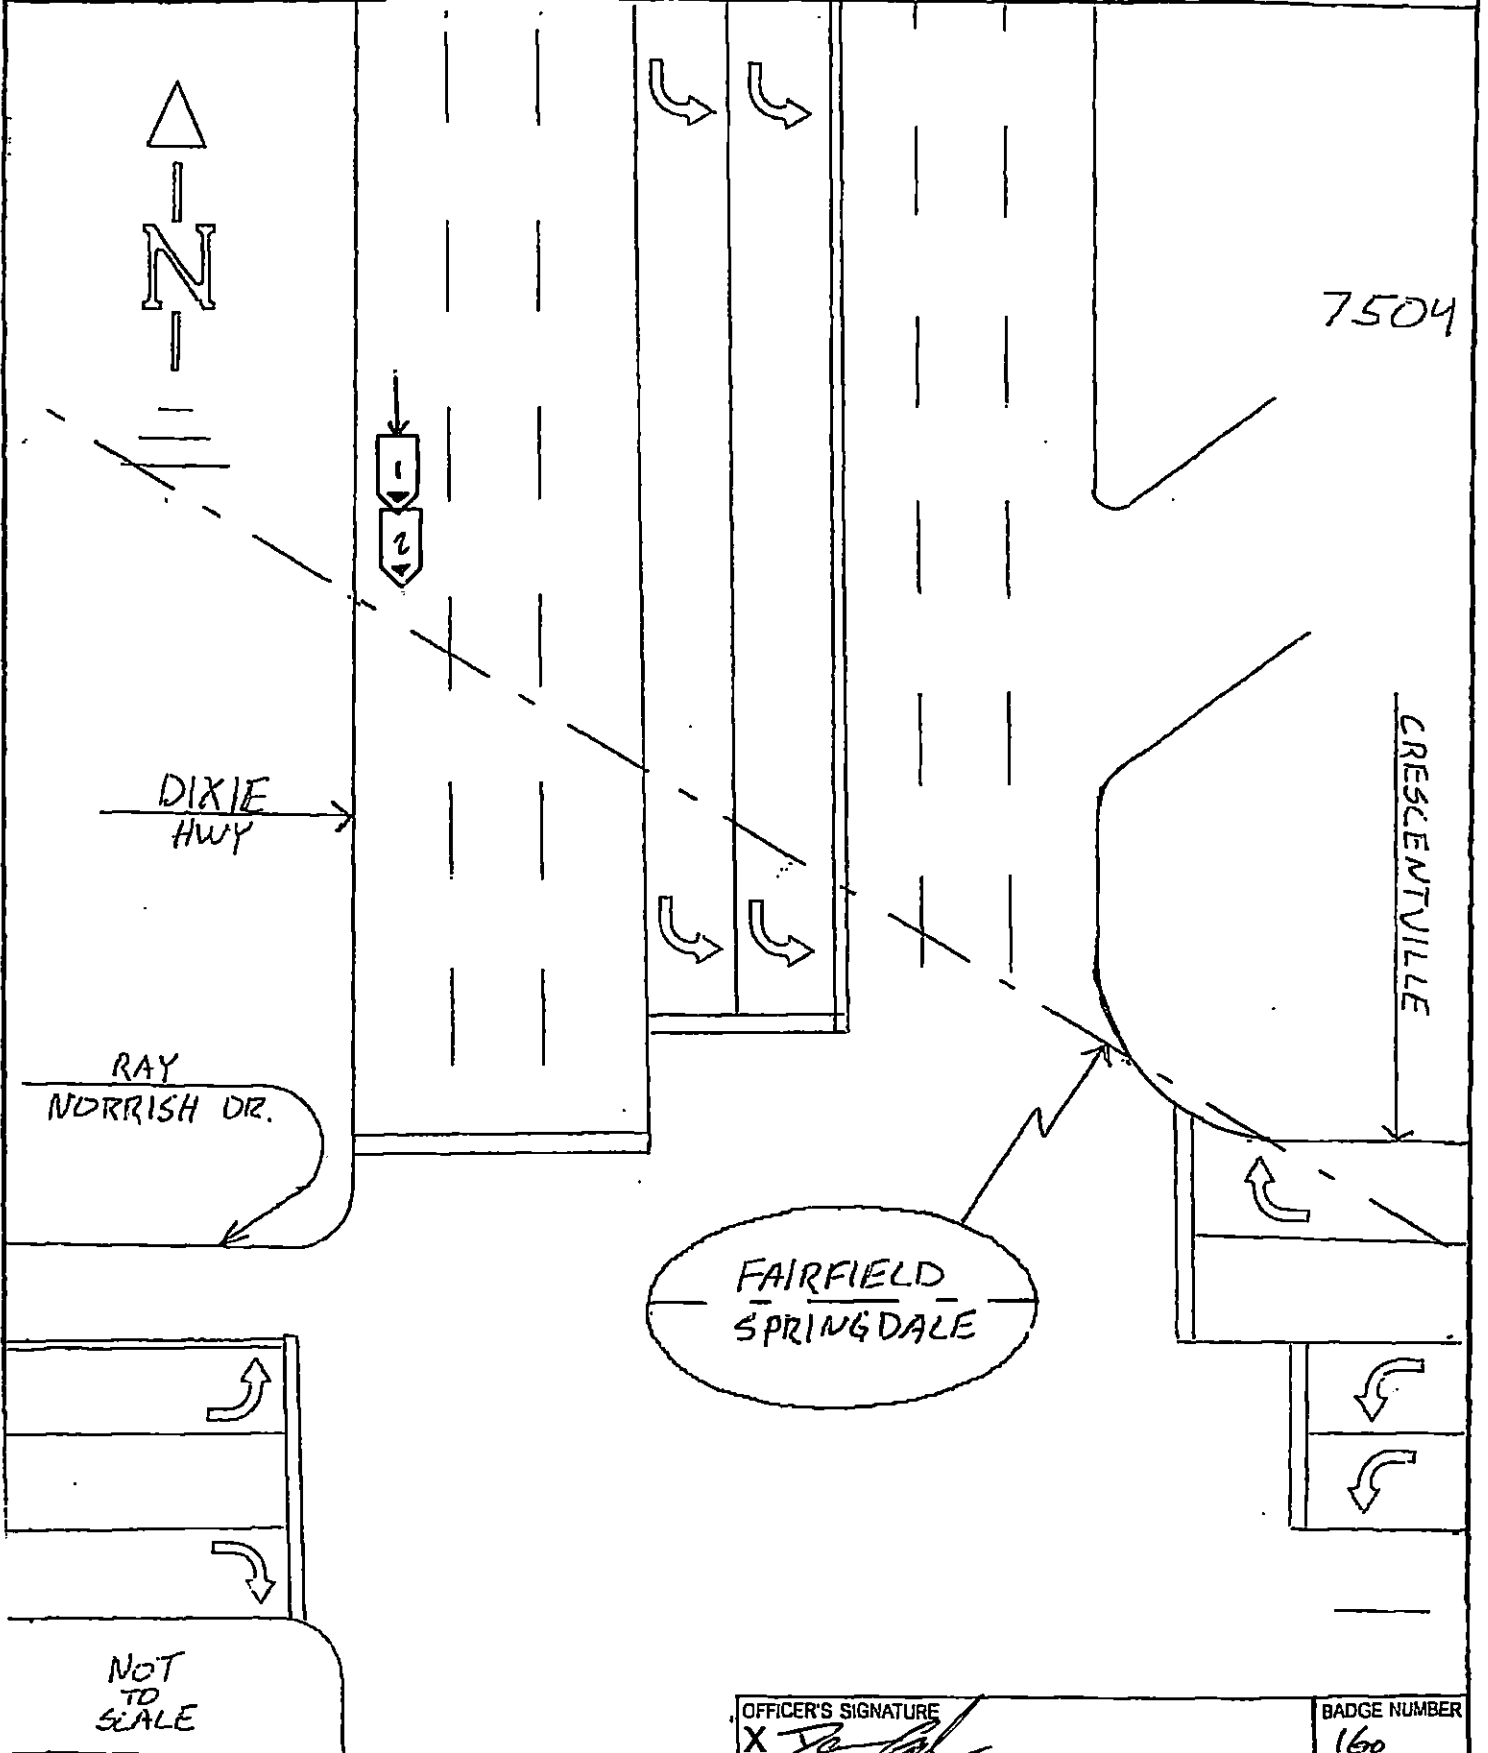 N
7504
1
2
DIXIE
HWY
CRESCENTVILLE
RAY
NORRISH DR.
FAIRFIELD
SPRINGDALE
NOT
TO
SCALE
OFFICER'S SIGNATURE
X
BADGE NUMBER
160